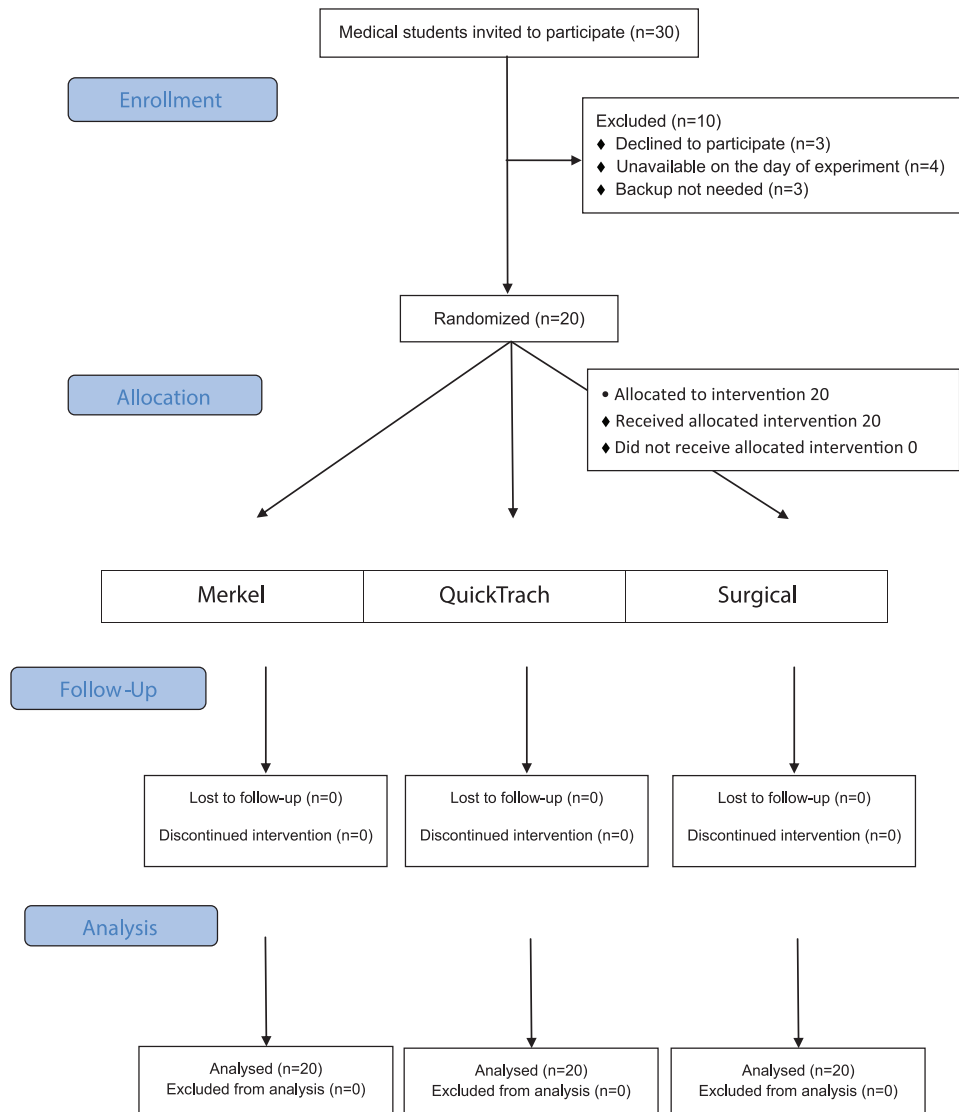 Medical students invited to participate (n=30)
Enrollment
Excluded (n=10)
♦ Declined to participate (n=3)
♦ Unavailable on the day of experiment (n=4)
♦ Backup not needed (n=3)
Randomized (n=20)
Allocation
• Allocated to intervention 20
♦ Received allocated intervention 20
♦ Did not receive allocated intervention 0
Merkel
QuickTrach
Surgical
Follow-Up
Lost to follow-up (n=0)
Discontinued intervention (n=0)
Lost to follow-up (n=0)
Discontinued intervention (n=0)
Lost to follow-up (n=0)
Discontinued intervention (n=0)
Analysis
Analysed (n=20)
Excluded from analysis (n=0)
Analysed (n=20)
Excluded from analysis (n=0)
Analysed (n=20)
Excluded from analysis (n=0)